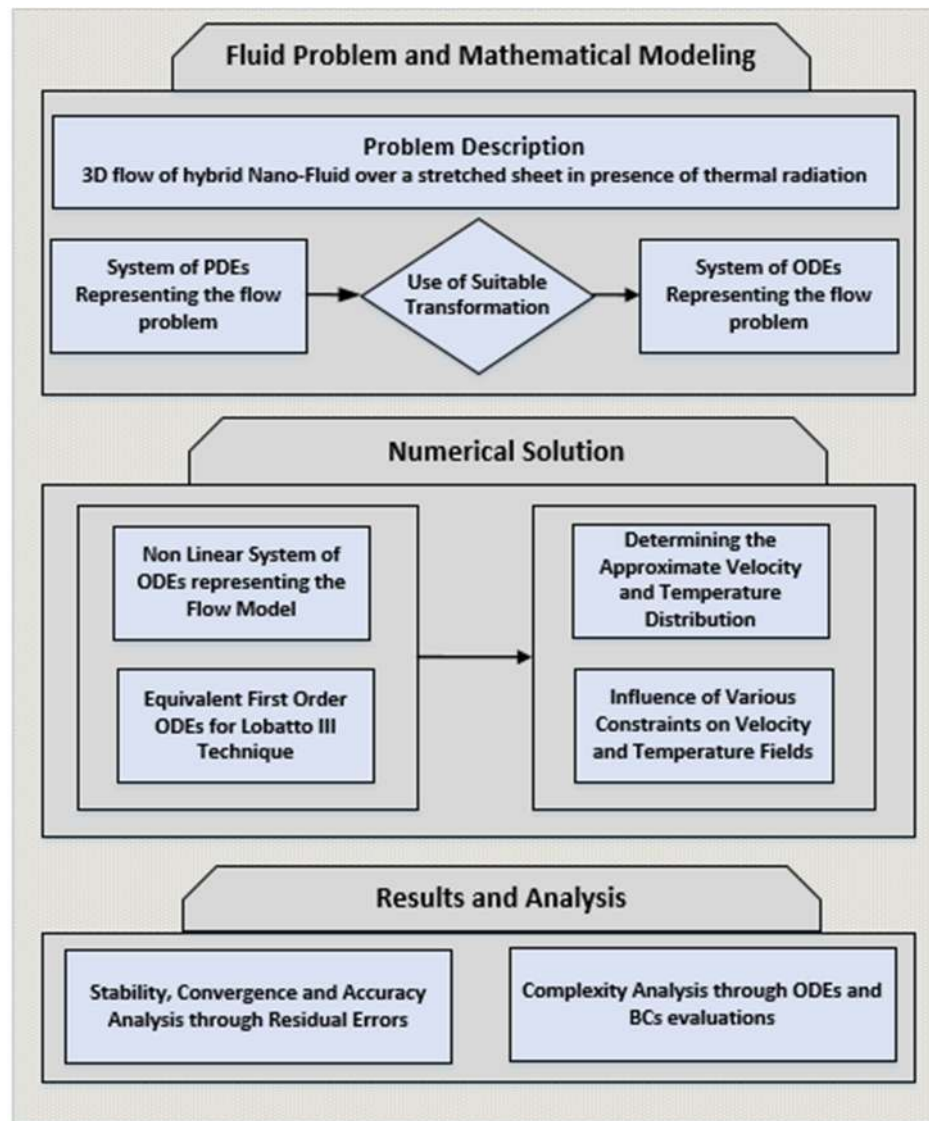 Fluid Problem and Mathematical Modeling
Problem Description
3D flow of hybrid Nano-Fluid over a stretched sheet in presence of thermal radiation
System of PDEs
Representing the flow
problem
Use of Suitable
Transformation
System of ODEs
Representing the flow
problem
Numerical Solution
Non Linear System of
ODEs representing the
Flow Model
Equivalent First Order
ODEs for Lobatto III
Technique
Determining the
Approximate Velocity
and Temperature
Distribution
Influence of Various
Constraints on Velocity
and Temperature Fields
Results and Analysis
Stability, Convergence and Accuracy
Analysis through Residual Errors
Complexity Analysis through ODEs and
BCs evaluations